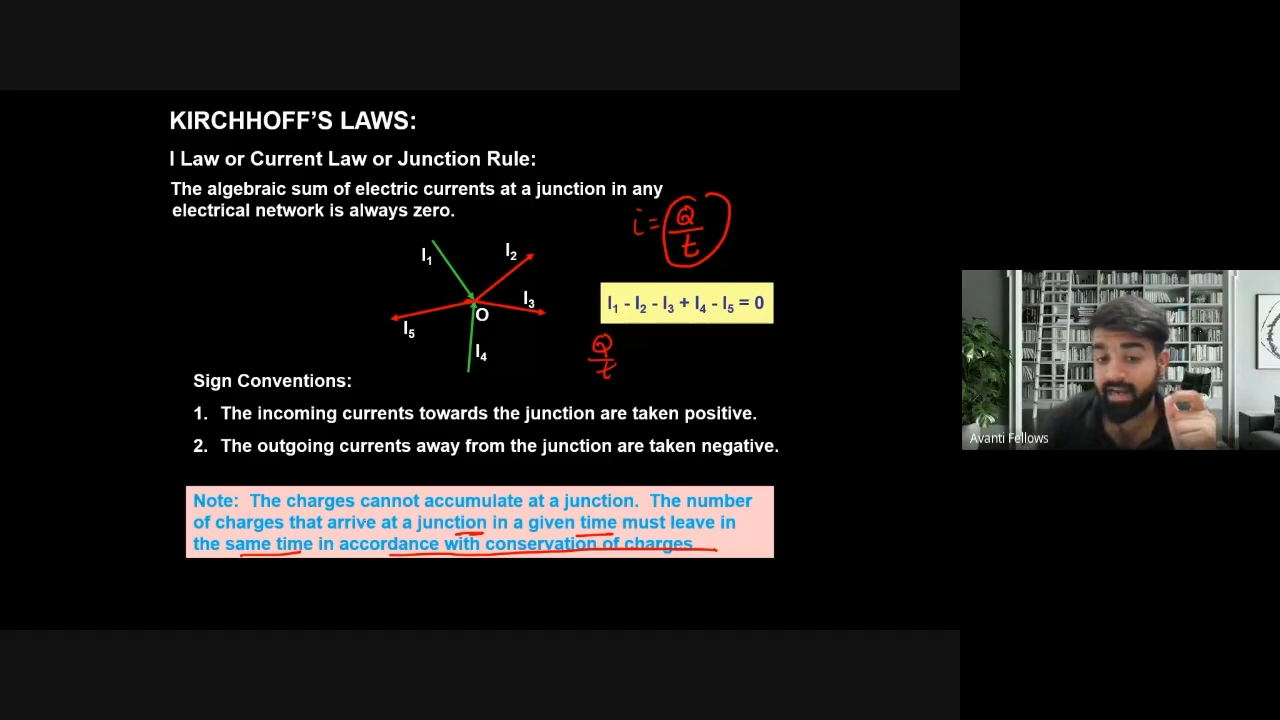 KIRCHHOFF'S LAWS:
I Law or Current Law or Junction Rule:
The algebraic sum of electric currents at a junction in any
electrical network is always zero.
i = Q/t
I₁
I₂
I₃
O
I₅
I₄
I₁ - I₂ - I₃ + I₄ - I₅ = 0
Q/t
Sign Conventions:
1. The incoming currents towards the junction are taken positive.
2. The outgoing currents away from the junction are taken negative.
Note: The charges cannot accumulate at a junction. The number
of charges that arrive at a junction in a given time must leave in
the same time in accordance with conservation of charges
Avanti Fellows